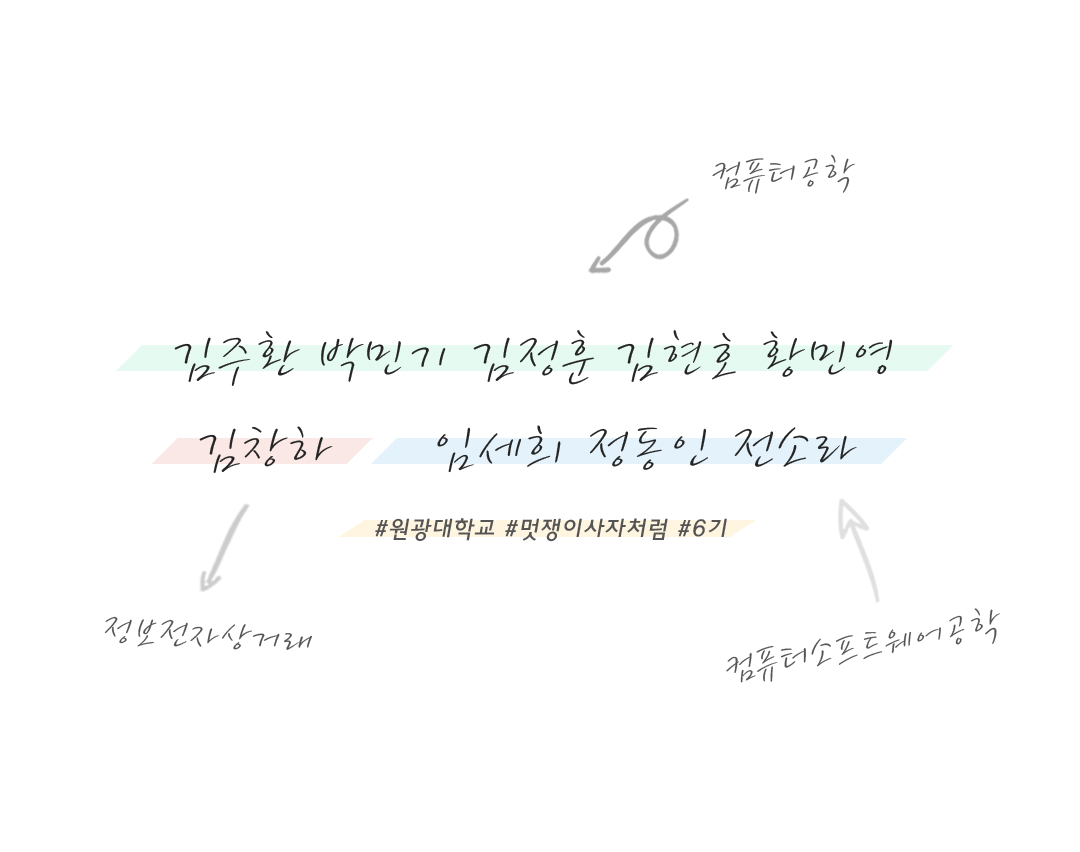 컴퓨터공학
김주환 박민기 김정훈 김현호 황민영
김창하 임세희 정동인 전소라
#원광대학교 #멋쟁이사자처럼 #6기
정보전자상거래
컴퓨터소프트웨어공학